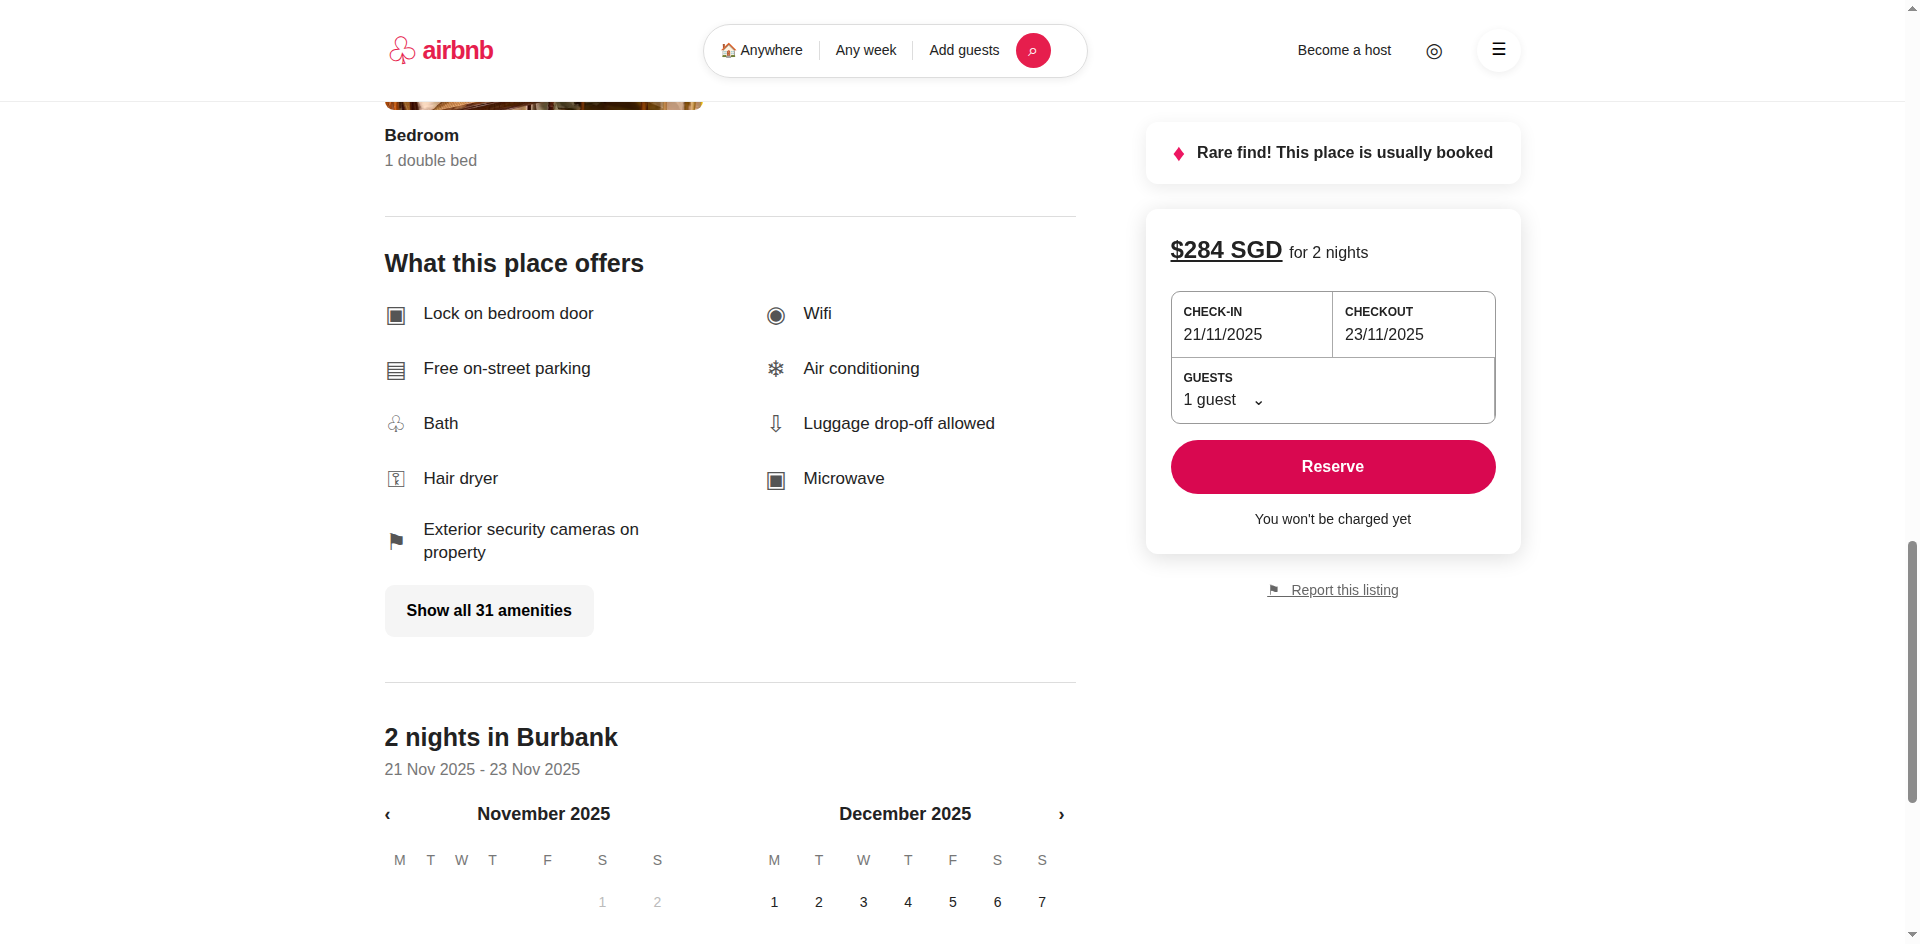 airbnb
🏠 Anywhere
Any week
Add guests
Become a host
Bedroom
1 double bed
What this place offers
Lock on bedroom door
Wifi
Free on-street parking
Air conditioning
Bath
Luggage drop-off allowed
Hair dryer
Microwave
Exterior security cameras on
property
Show all 31 amenities
2 nights in Burbank
21 Nov 2025 - 23 Nov 2025
‹ November 2025
December 2025 ›
M T W T F S S
M T W T F S S
1 2
1 2 3 4 5 6 7
Rare find! This place is usually booked
$284 SGD for 2 nights
CHECK-IN
21/11/2025
CHECKOUT
23/11/2025
GUESTS
1 guest
Reserve
You won't be charged yet
Report this listing